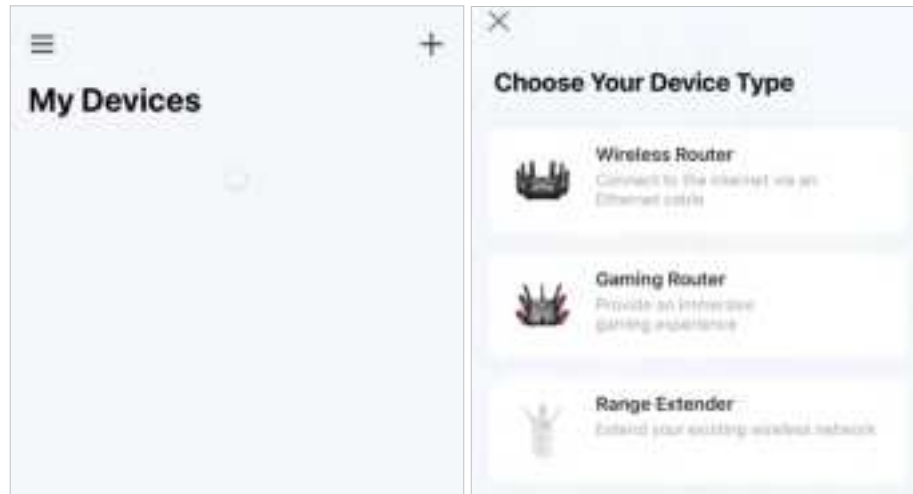 My Devices
Choose Your Device Type
Wireless Router
Connect to the internet via an
Ethernet cable
Gaming Router
Provide an immersive
gaming experience
Range Extender
Extend your existing wireless network